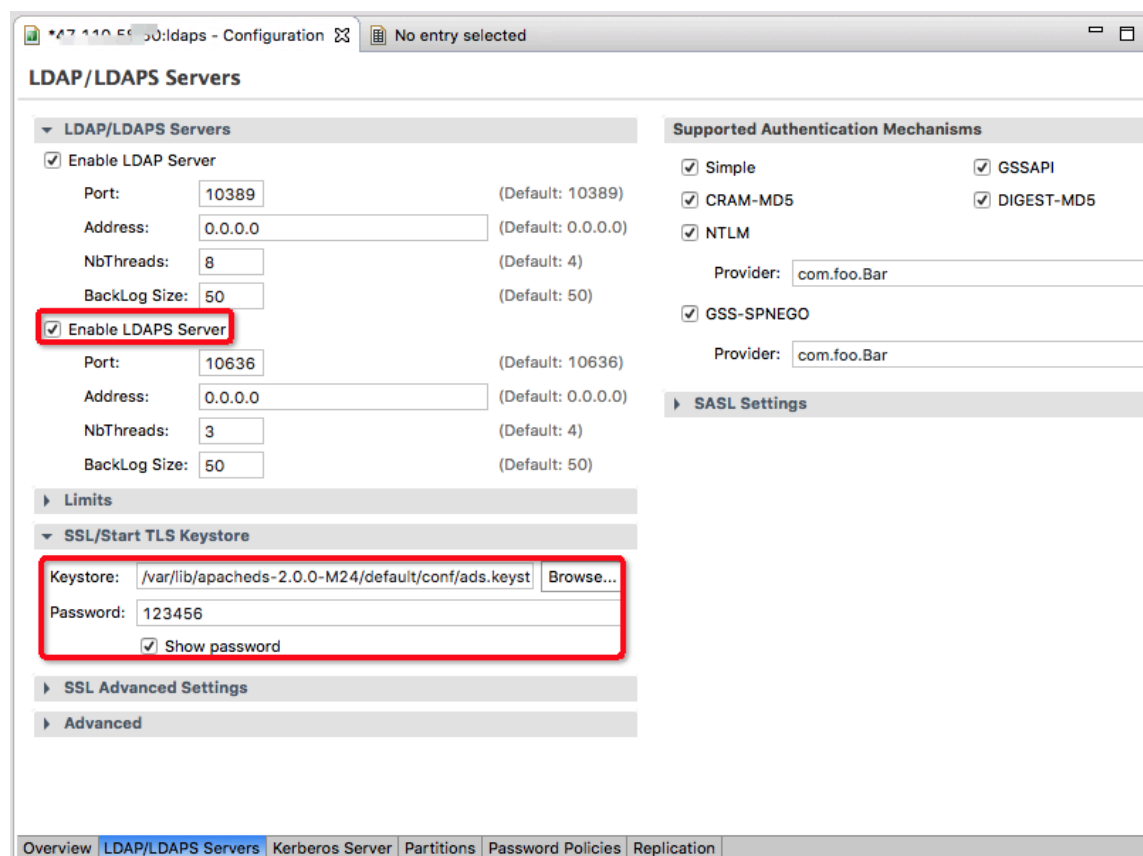 :ldaps - Configuration
No entry selected
LDAP/LDAPS Servers
LDAP/LDAPS Servers
Enable LDAP Server
Port: 10389 (Default: 10389)
Address: 0.0.0.0 (Default: 0.0.0.0)
NbThreads: 8 (Default: 4)
BackLog Size: 50 (Default: 50)
Enable LDAPS Server
Port: 10636 (Default: 10636)
Address: 0.0.0.0 (Default: 0.0.0.0)
NbThreads: 3 (Default: 4)
BackLog Size: 50 (Default: 50)
Limits
SSL/Start TLS Keystore
Keystore: /var/lib/apacheds-2.0.0-M24/default/conf/ads.keyst Browse...
Password: 123456
Show password
SSL Advanced Settings
Advanced
Supported Authentication Mechanisms
Simple GSSAPI
CRAM-MD5 DIGEST-MD5
NTLM
Provider: com.foo.Bar
GSS-SPNEGO
Provider: com.foo.Bar
SASL Settings
Overview LDAP/LDAPS Servers Kerberos Server Partitions Password Policies Replication